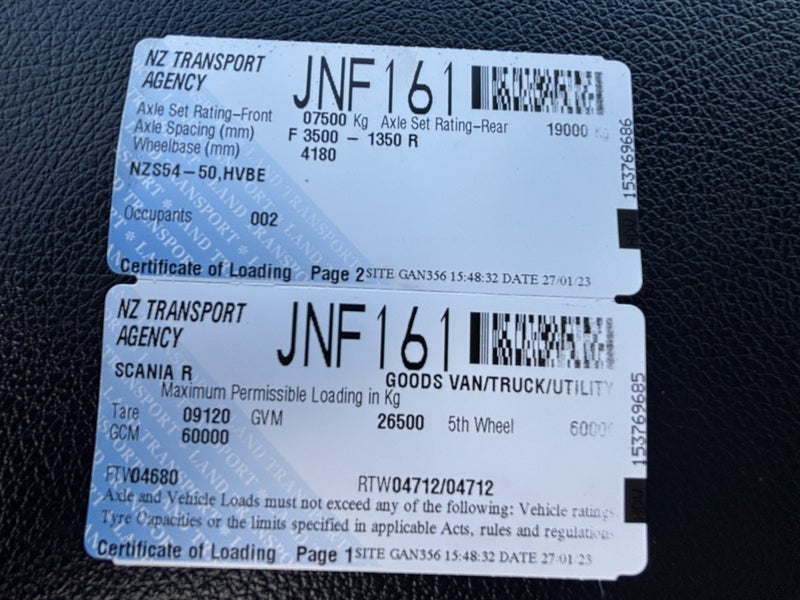 NZ TRANSPORT AGENCY JNF161
Axle Set Rating-Front 07500 Kg Axle Set Rating-Rear 19000 kg
Axle Spacing (mm) F 3500 - 1350 R
Wheelbase (mm) 4180
NZS54-50,HVBE
Occupants 002
Certificate of Loading Page 2 SITE GAN356 15:48:32 DATE 27/01/23
153769686
NZ TRANSPORT AGENCY JNF161
SCANIA R GOODS VAN/TRUCK/UTILITY
Maximum Permissible Loading in Kg
Tare 09120 GVM 26500 5th Wheel 60000
GCM 60000
FTW04680 RTW04712/04712
Axle and Vehicle Loads must not exceed any of the following: Vehicle ratings
Tyre Capacities or the limits specified in applicable Acts, rules and regulations
Certificate of Loading Page 1 SITE GAN356 15:48:32 DATE 27/01/23
153769685